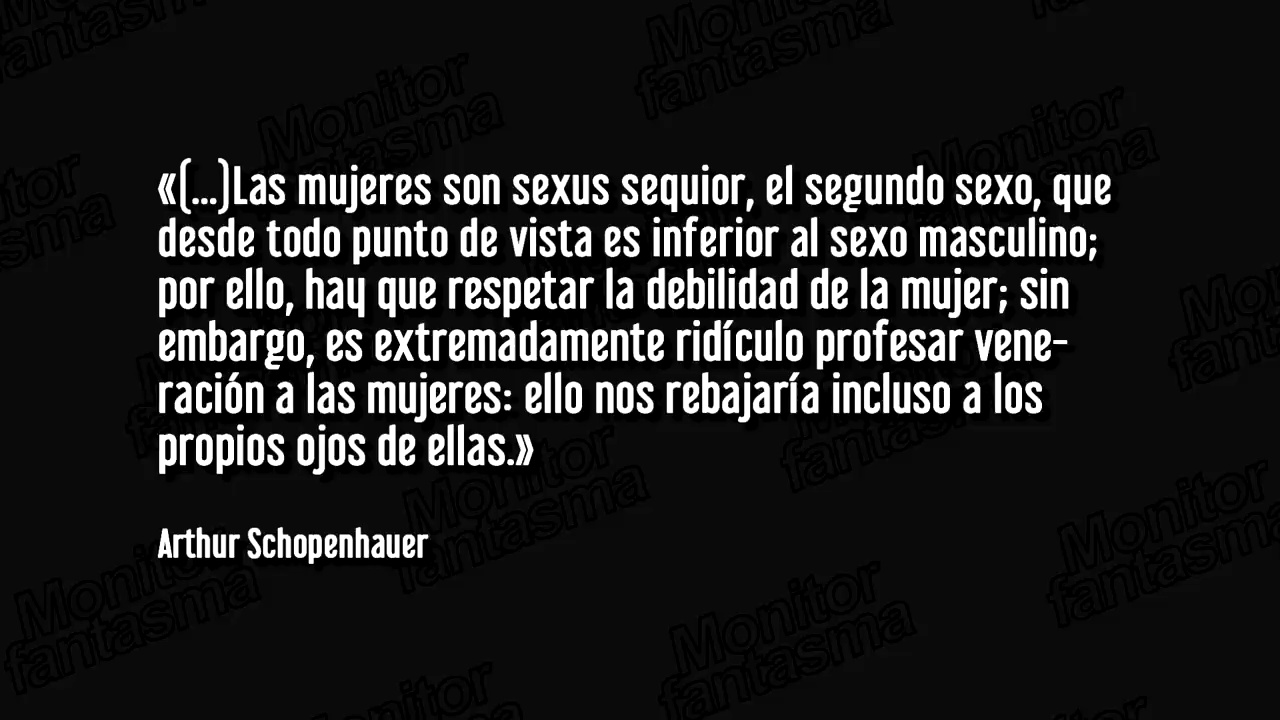 «(...)Las mujeres son sexus sequior, el segundo sexo, que
desde todo punto de vista es inferior al sexo masculino;
por ello, hay que respetar la debilidad de la mujer; sin
embargo, es extremadamente ridículo profesar vene-
ración a las mujeres: ello nos rebajaría incluso a los
propios ojos de ellas.»
Arthur Schopenhauer
Monitor
fantasma